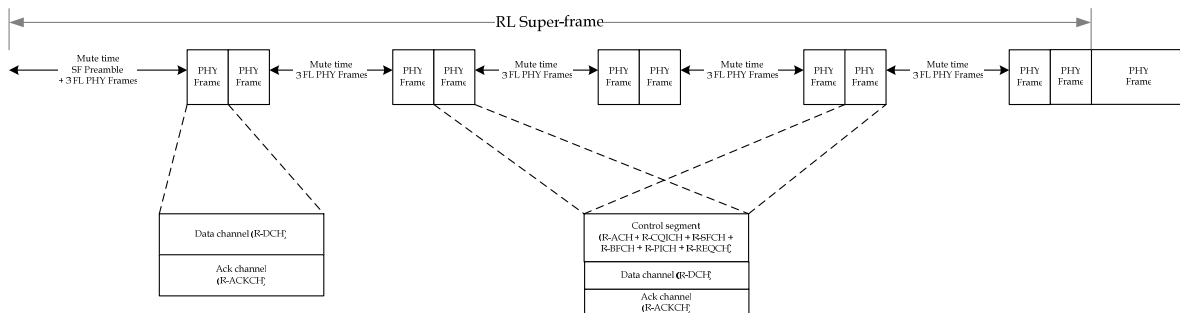 RL Super-frame
Mute time
SF Preamble
+ 3 FL PHY Frames
PHY
Frame
PHY
Frame
Mute time
3 FL PHY Frames
PHY
Frame
PHY
Frame
Mute time
3 FL PHY Frames
PHY
Frame
PHY
Frame
Mute time
3 FL PHY Frames
PHY
Frame
PHY
Frame
Mute time
3 FL PHY Frames
PHY
Frame
PHY
Frame
PHY
Frame
Data channel (R-DCH)
Ack channel
(R-ACKCH)
Control segment
(R-ACH + R-CQICH + R-SFCH +
R-BFCH + R-PICH + R-REQCH)
Data channel (R-DCH)
Ack channel
(R-ACKCH)